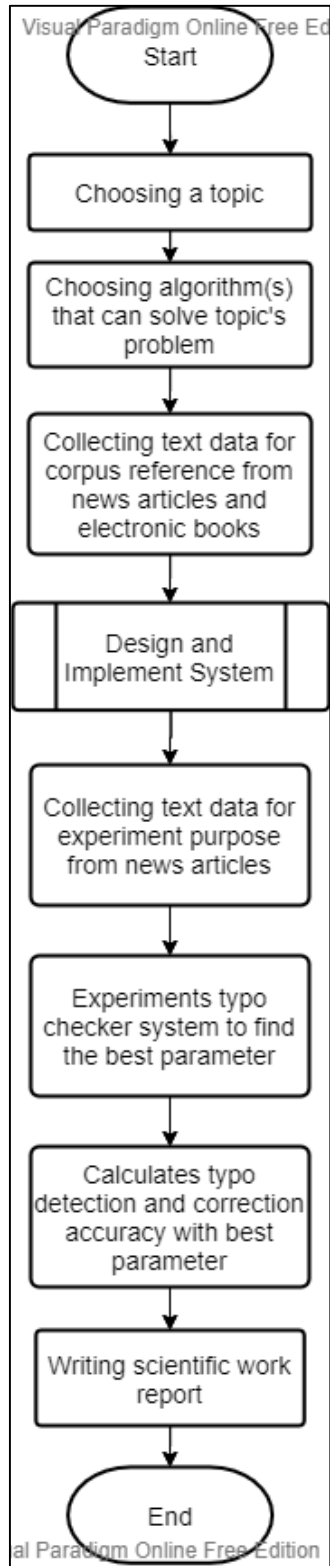 Visual Paradigm Online Free Ed
Start
Choosing a topic
Choosing algorithm(s)
that can solve topic's
problem
Collecting text data for
corpus reference from
news articles and
electronic books
Design and
Implement System
Collecting text data for
experiment purpose
from news articles
Experiments typo
checker system to find
the best parameter
Calculates typo
detection and correction
accuracy with best
parameter
Writing scientific work
report
End
al Paradigm Online Free Edition